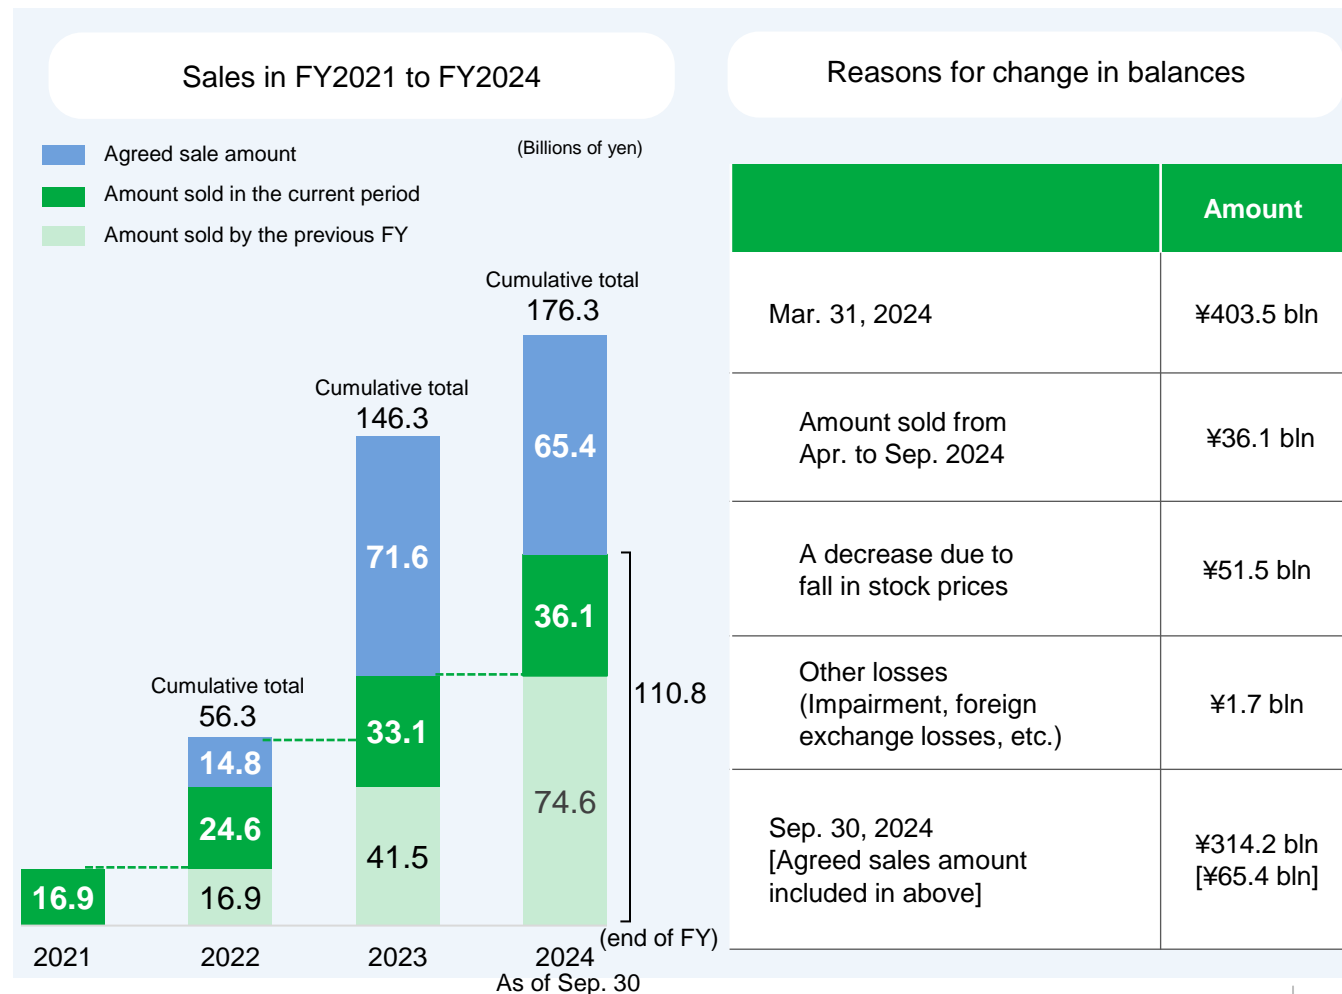 Sales in FY2021 to FY2024
Agreed sale amount
(Billions of yen)
Amount sold in the current period
Amount sold by the previous FY
Cumulative total
176.3
65.4
36.1
74.6
110.8
Cumulative total
146.3
71.6
33.1
41.5
Cumulative total
56.3
14.8
24.6
16.9
16.9
2021
2022
2023
2024
(end of FY)
As of Sep. 30
Reasons for change in balances
Amount
Mar. 31, 2024
¥403.5 bln
Amount sold from
Apr. to Sep. 2024
¥36.1 bln
A decrease due to
fall in stock prices
¥51.5 bln
Other losses
(Impairment, foreign
exchange losses, etc.)
¥1.7 bln
Sep. 30, 2024
[Agreed sales amount
included in above]
¥314.2 bln
[¥65.4 bln]